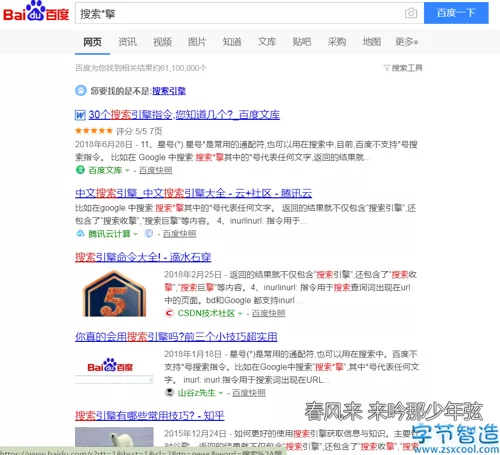 Bai百度 搜索*擎 百度一下
网页 资讯 视频 图片 知道 文库 贴吧 采购 地图 更多»
百度为您找到相关结果约61,100,000个 搜索工具
您要找的是不是:搜索引擎
30个搜索引擎指令,您知道几个?_百度文库
评分 5/5 7页
2018年6月28日 - 11、星号(*) 星号*是常用的通配符,也可以用在搜索中,目前,百度不支持*号搜
索指令。 比如在 Google 中搜索 搜索*擎其中的*号代表任何文字,返回的结果就...
百度文库 - 百度快照
中文搜索引擎_中文搜索引擎大全 - 云+社区 - 腾讯云
比如在google 中搜索 搜索*擎其中的*号代表任何文字。 返回的结果就不仅包含“搜索引擎”,还
包含了“搜索收擎”,“搜索巨擎”等内容。 4、inurlinurl: 指令用于...
腾讯云计算 - 百度快照
搜索引擎命令大全! - 滴水石穿
2018年2月25日 - 返回的结果就不仅包含“搜索引擎”,还包含了“搜索收
擎”,“搜索巨擎”等内容。4、inurlinurl: 指令用于搜索查询词出现在url
中的页面。bd和Google 都支持inurl ...
CSDN技术社区 - 百度快照
你真的会用搜索引擎吗?前三个小技巧超实用
2018年1月18日 - 星号(*)是常用的通配符,也可以用在搜索中。百度不
支持*号搜索指令。比如在Google中搜索“搜索*擎”,其中*号代表任何文
字。 inurl: inurl:指令用于搜索查询词出现在URL...
Bai百度
山谷z先生 - 百度快照
搜索引擎有哪些常用技巧? - 知乎
2015年12月24日 - 如何更好的使用搜索引擎获取信息与知识。主要在
春风来 来吟那少年弦
字节智造
www.zsxcool.com